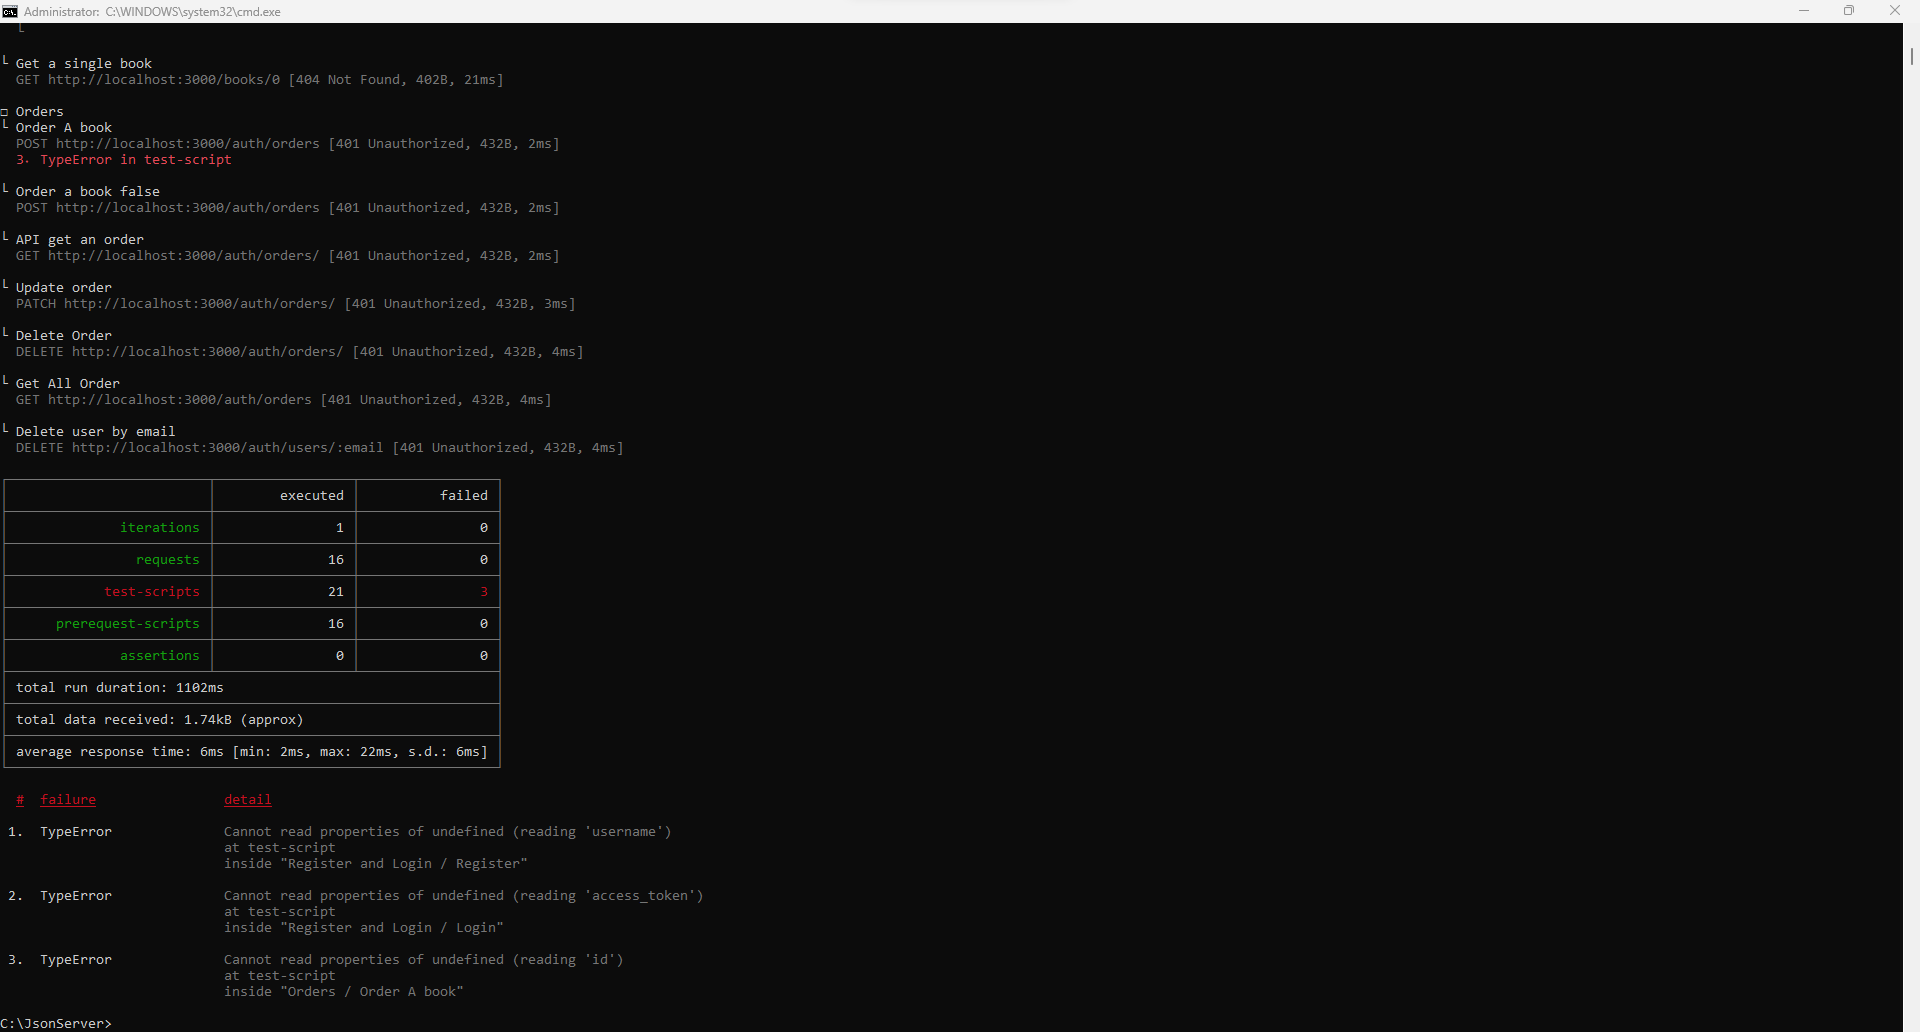 Administrator: C:\WINDOWS\system32\cmd.exe
└
└ Get a single book
GET http://localhost:3000/books/0 [404 Not Found, 402B, 21ms]
□ Orders
└ Order A book
POST http://localhost:3000/auth/orders [401 Unauthorized, 432B, 2ms]
3. TypeError in test-script
└ Order a book false
POST http://localhost:3000/auth/orders [401 Unauthorized, 432B, 2ms]
└ API get an order
GET http://localhost:3000/auth/orders/ [401 Unauthorized, 432B, 2ms]
└ Update order
PATCH http://localhost:3000/auth/orders/ [401 Unauthorized, 432B, 3ms]
└ Delete Order
DELETE http://localhost:3000/auth/orders/ [401 Unauthorized, 432B, 4ms]
└ Get All Order
GET http://localhost:3000/auth/orders [401 Unauthorized, 432B, 4ms]
└ Delete user by email
DELETE http://localhost:3000/auth/users/:email [401 Unauthorized, 432B, 4ms]
executed failed
iterations 1 0
requests 16 0
test-scripts 21 3
prerequest-scripts 16 0
assertions 0 0
total run duration: 1102ms
total data received: 1.74kB (approx)
average response time: 6ms [min: 2ms, max: 22ms, s.d.: 6ms]
# failure detail
1. TypeError Cannot read properties of undefined (reading 'username')
at test-script
inside "Register and Login / Register"
2. TypeError Cannot read properties of undefined (reading 'access_token')
at test-script
inside "Register and Login / Login"
3. TypeError Cannot read properties of undefined (reading 'id')
at test-script
inside "Orders / Order A book"
C:\JsonServer>